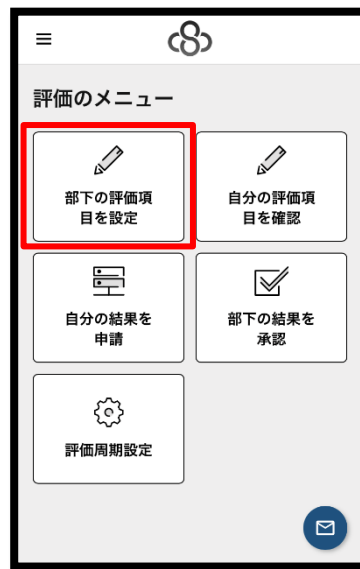 評価のメニュー
部下の評価項
目を設定
自分の評価項
目を確認
自分の結果を
申請
部下の結果を
承認
評価周期設定